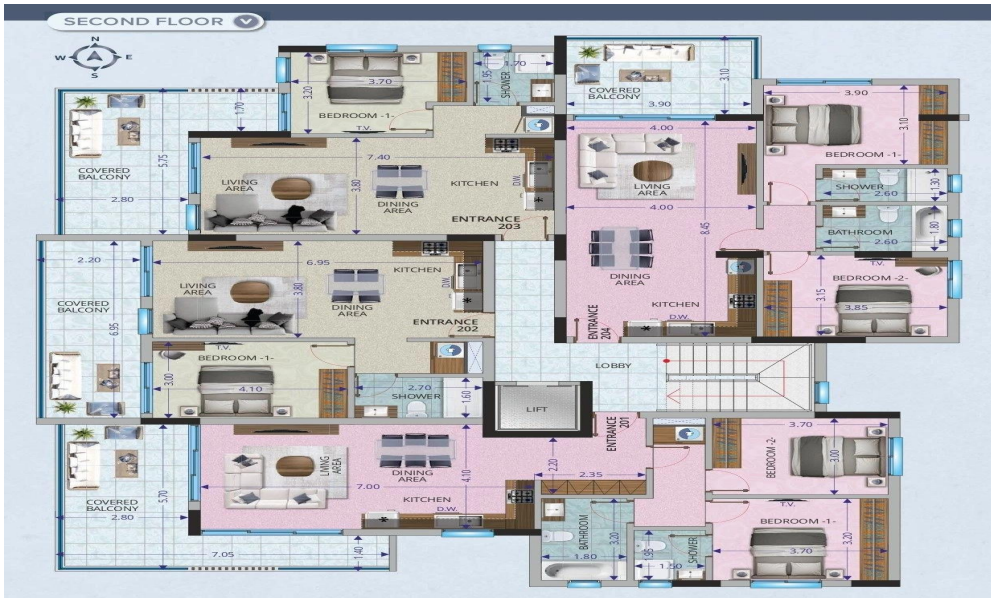 SECOND FLOOR
N
W E
S
3.70
3.20
BEDROOM -1-
T.V.
1.95
1.70
SHOWER
1.70
5.75
COVERED
BALCONY
2.80
7.40
LIVING
AREA
3.80
DINING
AREA
KITCHEN
D.W.
ENTRANCE
203
COVERED
BALCONY
3.90
3.10
4.00
LIVING
AREA
4.00
8.45
DINING
AREA
KITCHEN
D.W.
ENTRANCE
204
3.90
3.10
BEDROOM -1-
SHOWER
2.60
1.30
BATHROOM
2.60
1.80
T.V.
BEDROOM -2-
3.15
3.85
2.20
COVERED
BALCONY
6.95
6.95
LIVING
AREA
3.80
DINING
AREA
KITCHEN
D.W.
ENTRANCE
202
T.V.
BEDROOM -1-
3.00
4.10
2.70
SHOWER
1.60
LOBBY
LIFT
ENTRANCE
201
COVERED
BALCONY
2.80
5.70
7.05
1.40
LIVING
AREA
7.00
DINING
AREA
4.10
KITCHEN
D.W.
2.20
2.35
BATHROOM
3.20
1.80
1.95
SHOWER
1.50
3.70
BEDROOM -2-
3.00
T.V.
BEDROOM -1-
3.20
3.70